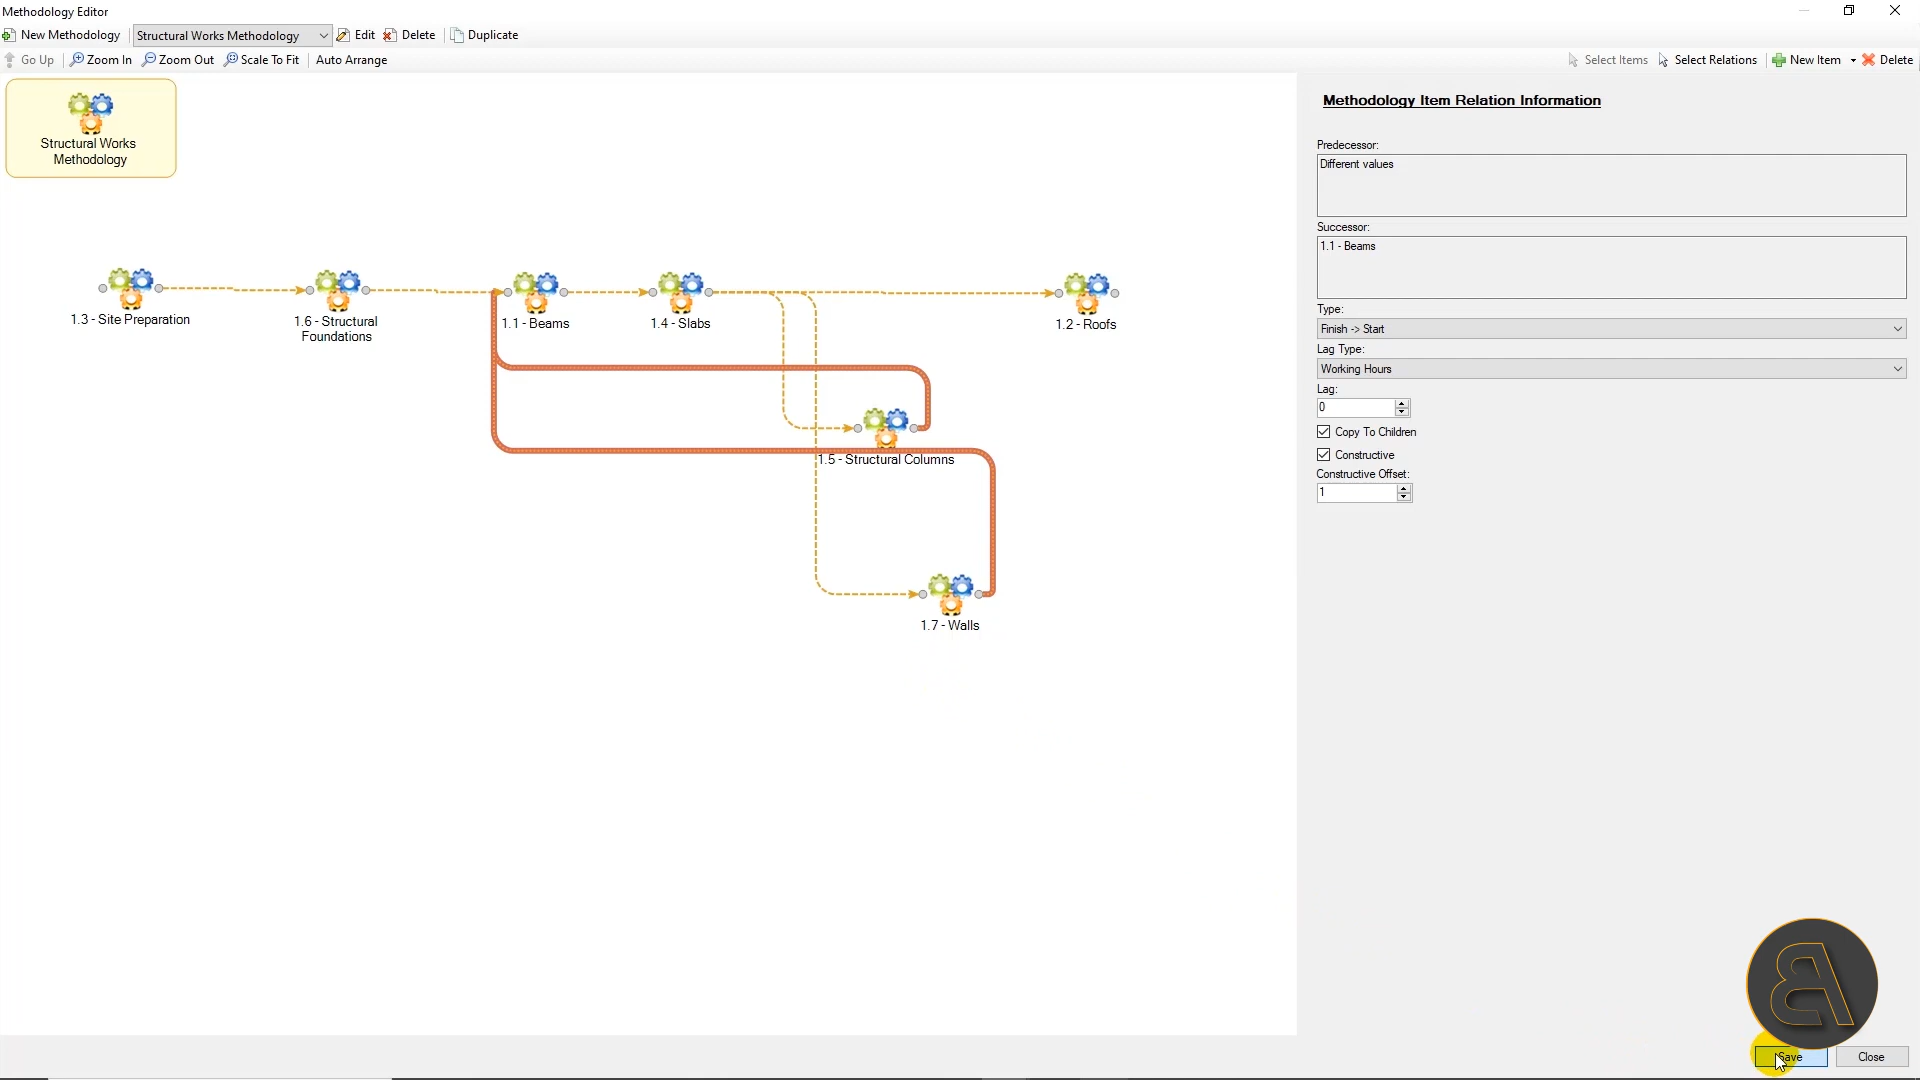 Methodology Editor
New Methodology Structural Works Methodology Edit Delete Duplicate
Go Up Zoom In Zoom Out Scale To Fit Auto Arrange Select Items Select Relations New Item Delete
Structural Works
Methodology
1.3 - Site Preparation
1.6 - Structural
Foundations
1.1 - Beams
1.4 - Slabs
1.2 - Roofs
1.5 - Structural Columns
1.7 - Walls
Methodology Item Relation Information
Predecessor:
Different values
Successor:
1.1 - Beams
Type:
Finish -> Start
Lag Type:
Working Hours
Lag:
0
Copy To Children
Constructive
Constructive Offset:
1
Save Close